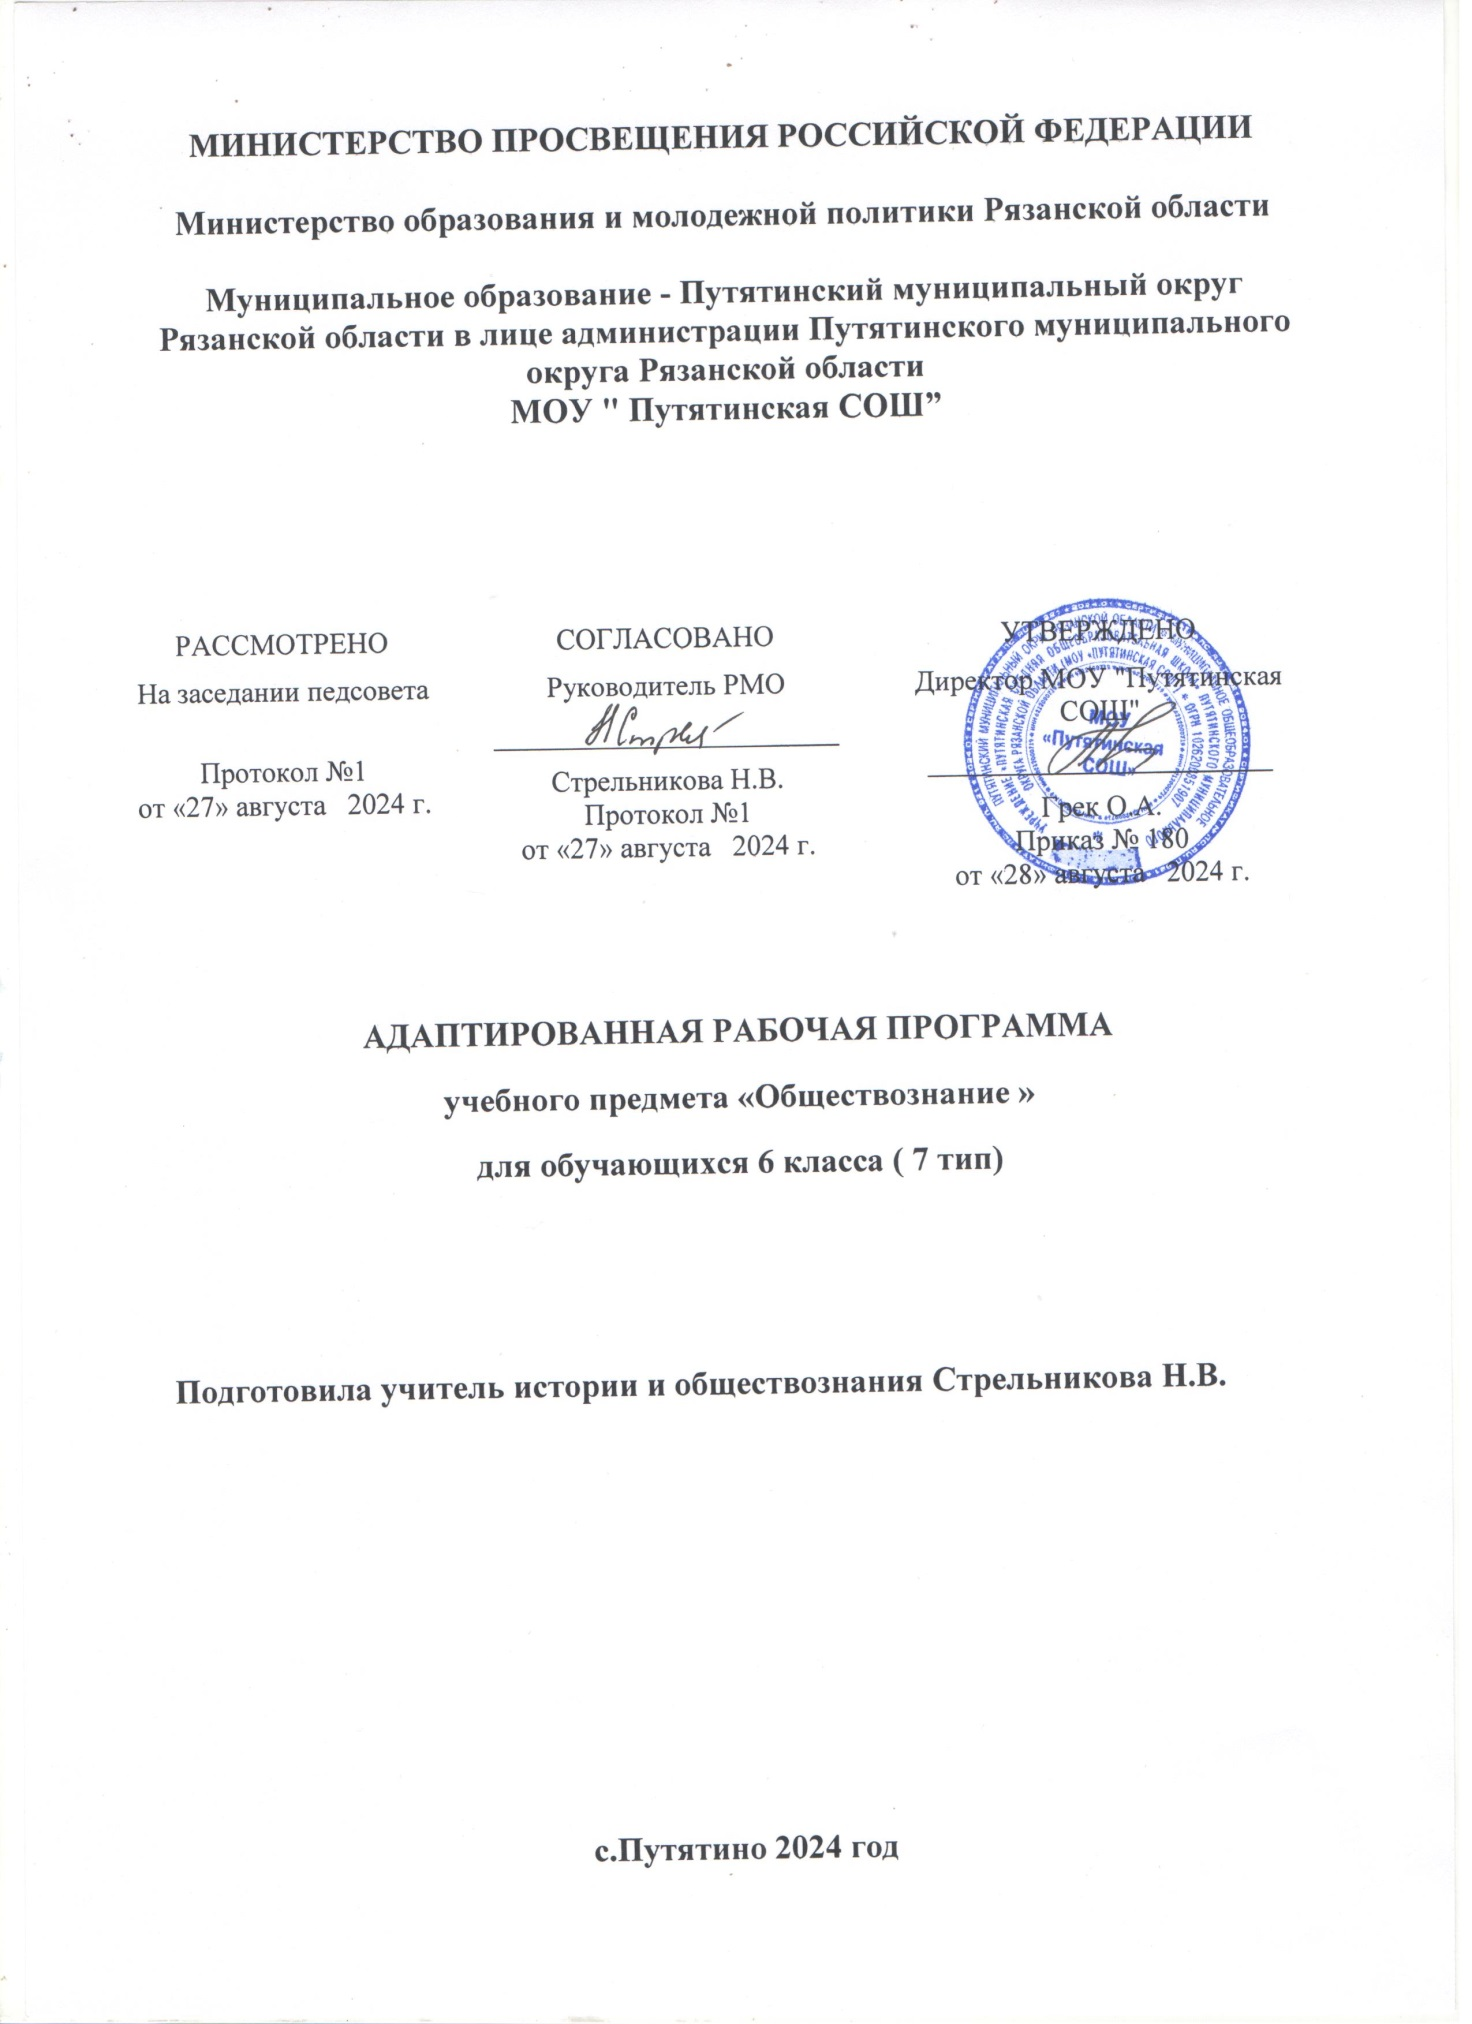 МИНИСТЕРСТВО ПРОСВЕЩЕНИЯ РОССИЙСКОЙ ФЕДЕРАЦИИ
Министерство образования и молодежной политики Рязанской области
Муниципальное образование - Путятинский муниципальный округ
Рязанской области в лице администрации Путятинского муниципального
округа Рязанской области
МОУ " Путятинская СОШ”
РАССМОТРЕНО
На заседании педсовета
Протокол №1
от «27» августа 2024 г.
СОГЛАСОВАНО
Руководитель РМО
Стрельникова Н.В.
Протокол №1
от «27» августа 2024 г.
УТВЕРЖДЕНО
Директор МОУ "Путятинская
СОШ"
Грек О.А.
Приказ № 180
от «28» августа 2024 г.
МОУ
«Путятинская
СОШ»
АДАПТИРОВАННАЯ РАБОЧАЯ ПРОГРАММА
учебного предмета «Обществознание »
для обучающихся 6 класса ( 7 тип)
Подготовила учитель истории и обществознания Стрельникова Н.В.
с.Путятино 2024 год